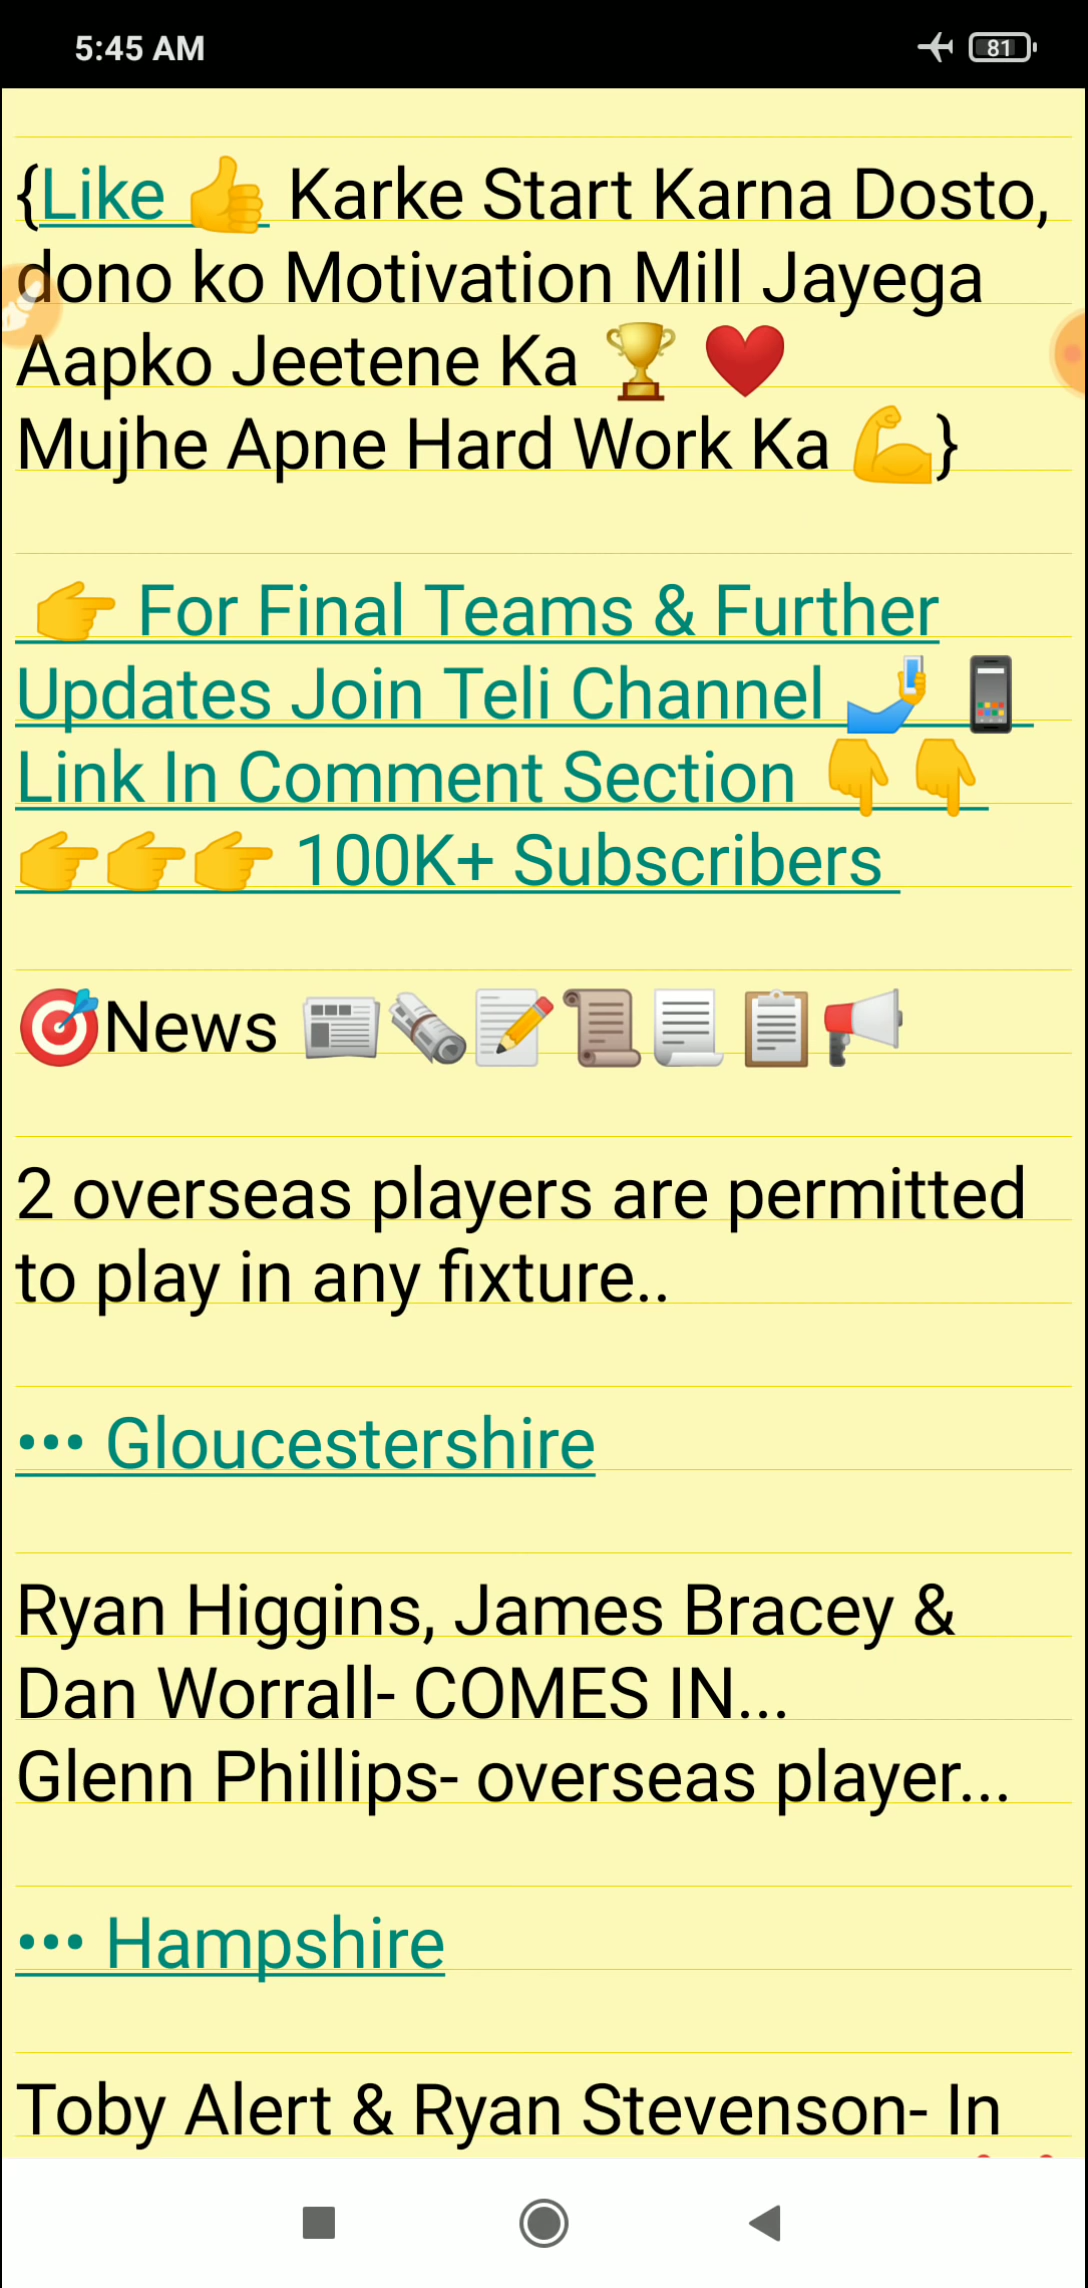 5:45 AM
81
{Like 👍 Karke Start Karna Dosto,
dono ko Motivation Mill Jayega
Aapko Jeetene Ka 🏆 ❤️
Mujhe Apne Hard Work Ka 💪}
👉 For Final Teams & Further
Updates Join Teli Channel 🤳 📱
Link In Comment Section 👇👇
👉👉👉 100K+ Subscribers
🎯News 📰🗞️📝📜📃📋📢
2 overseas players are permitted
to play in any fixture..
••• Gloucestershire
Ryan Higgins, James Bracey &
Dan Worrall- COMES IN...
Glenn Phillips- overseas player...
••• Hampshire
Toby Alert & Ryan Stevenson- In